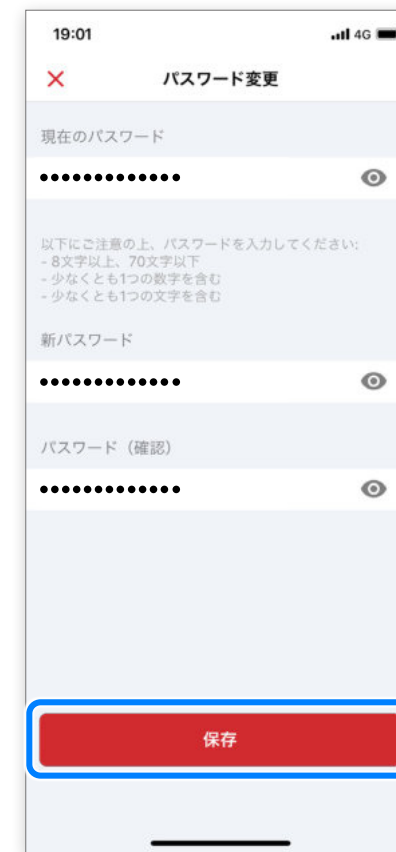 19:01
4G
パスワード変更
現在のパスワード
•••••••••••••
以下にご注意の上、パスワードを入力してください:
- 8文字以上、70文字以下
- 少なくとも1つの数字を含む
- 少なくとも1つの文字を含む
新パスワード
•••••••••••••
パスワード（確認）
•••••••••••••
保存